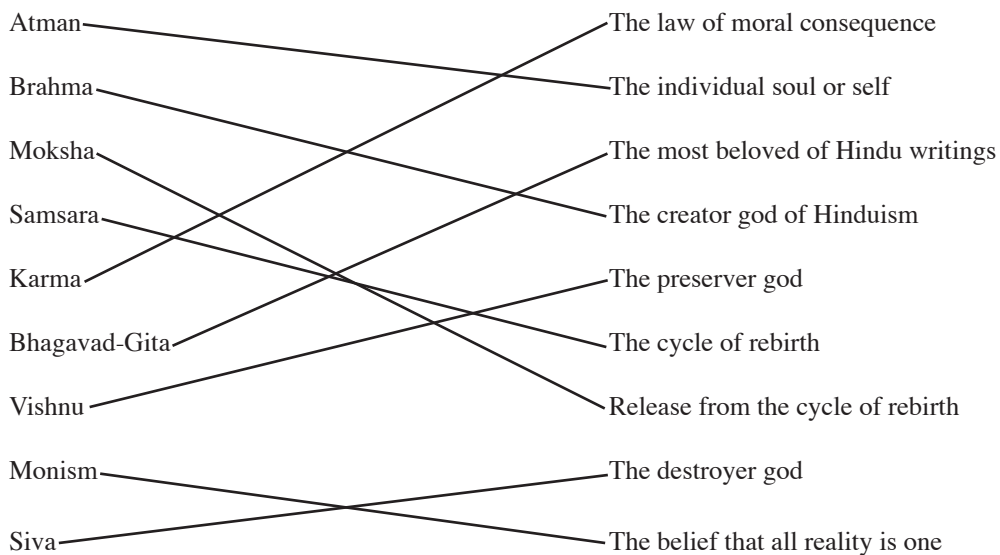 Atman The law of moral consequence
Brahma The individual soul or self
Moksha The most beloved of Hindu writings
Samsara The creator god of Hinduism
Karma The preserver god
Bhagavad-Gita The cycle of rebirth
Vishnu Release from the cycle of rebirth
Monism The destroyer god
Siva The belief that all reality is one